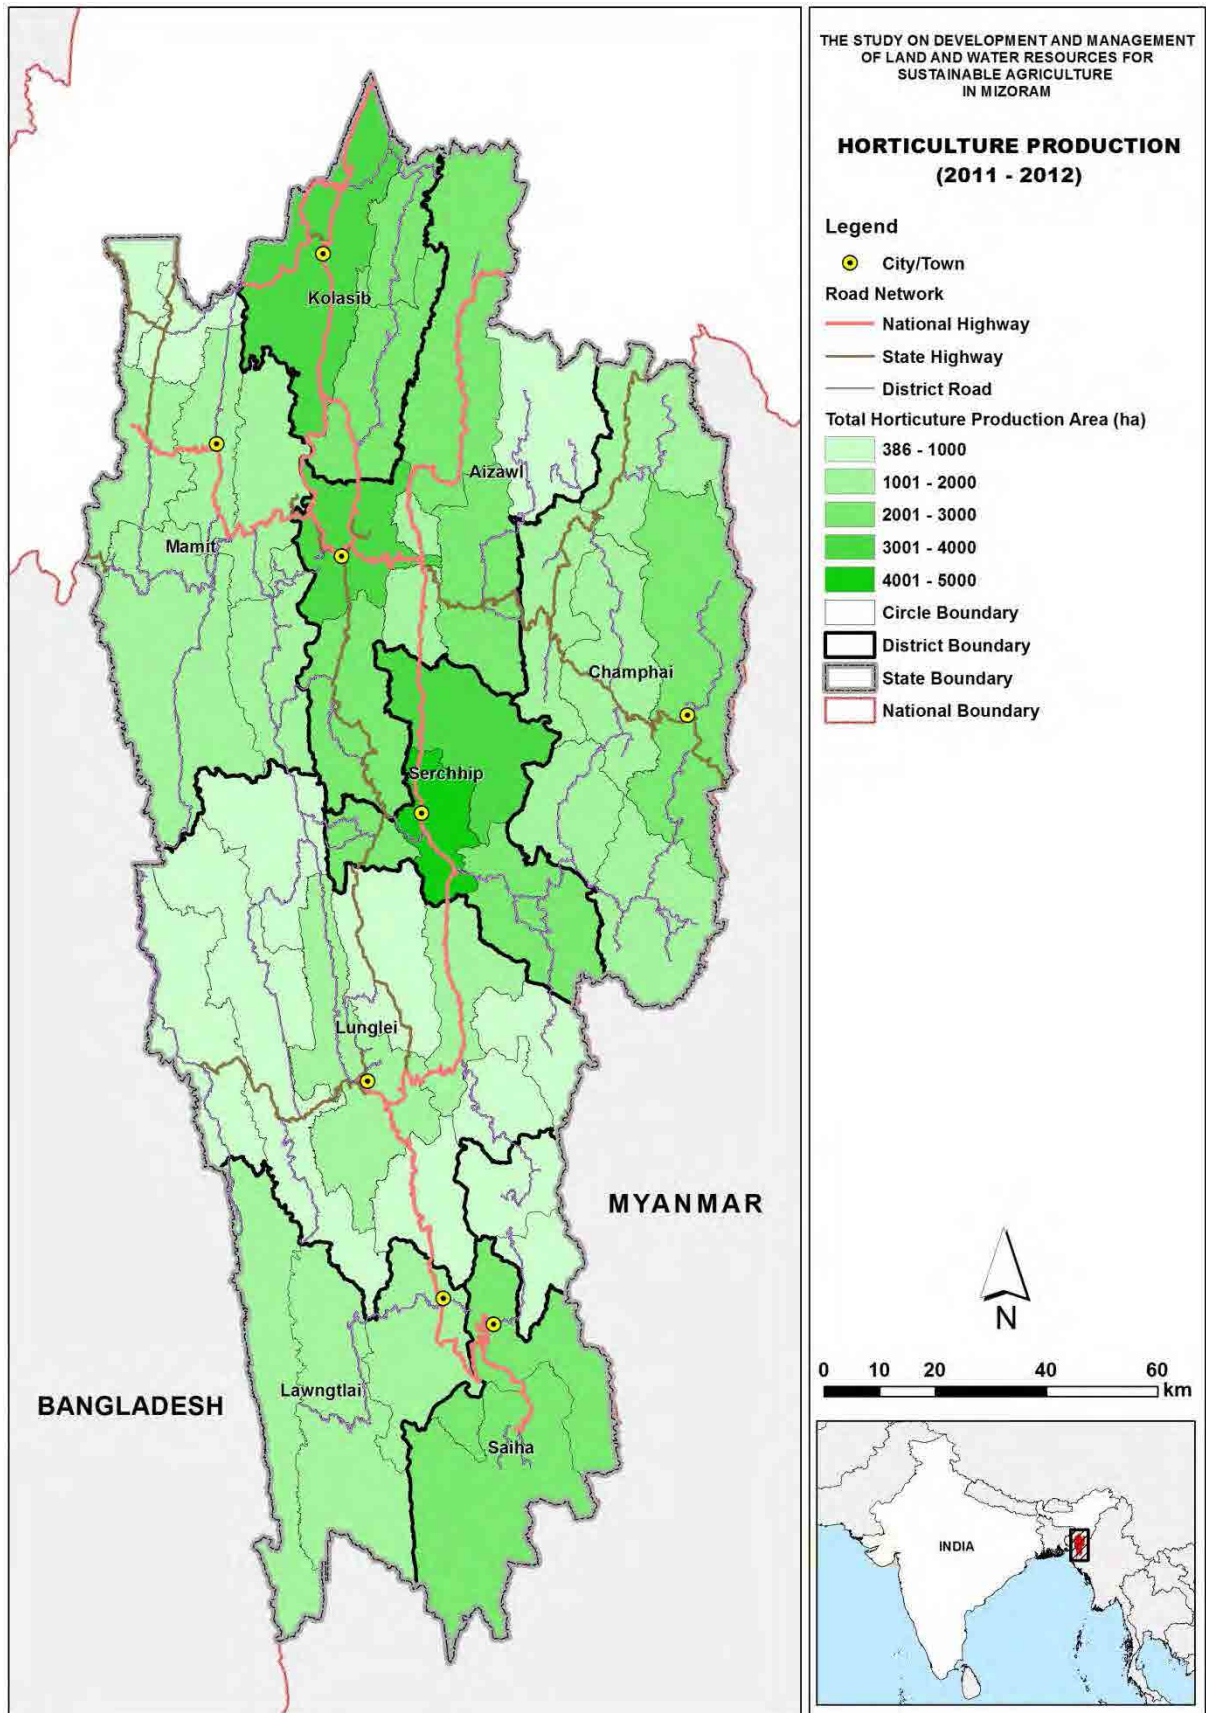 THE STUDY ON DEVELOPMENT AND MANAGEMENT
OF LAND AND WATER RESOURCES FOR
SUSTAINABLE AGRICULTURE
IN MIZORAM
HORTICULTURE PRODUCTION
(2011 - 2012)
Legend
City/Town
Road Network
National Highway
State Highway
District Road
Total Horticuture Production Area (ha)
386 - 1000
1001 - 2000
2001 - 3000
3001 - 4000
4001 - 5000
Circle Boundary
District Boundary
State Boundary
National Boundary
Kolasib
Aizawl
Mamit
Champhai
Serchhip
Lunglei
MYANMAR
Lawngtlai
BANGLADESH
Saiha
N
0 10 20 40 60
km
INDIA